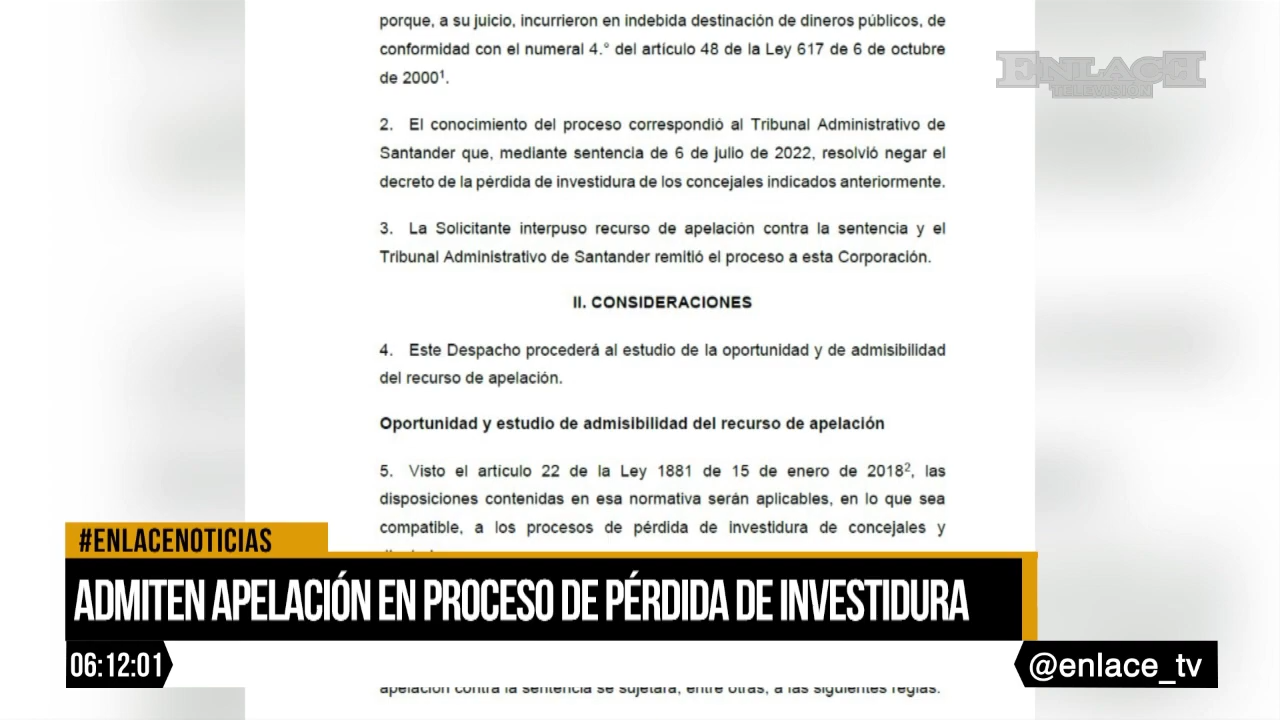 porque, a su juicio, incurrieron en indebida destinación de dineros públicos, de
conformidad con el numeral 4.° del artículo 48 de la Ley 617 de 6 de octubre
de 2000¹.
ENLACE
TELEVISIÓN
2. El conocimiento del proceso correspondió al Tribunal Administrativo de
Santander que, mediante sentencia de 6 de julio de 2022, resolvió negar el
decreto de la pérdida de investidura de los concejales indicados anteriormente.
3. La Solicitante interpuso recurso de apelación contra la sentencia y el
Tribunal Administrativo de Santander remitió el proceso a esta Corporación.
II. CONSIDERACIONES
4. Este Despacho procederá al estudio de la oportunidad y de admisibilidad
del recurso de apelación.
Oportunidad y estudio de admisibilidad del recurso de apelación
5. Visto el artículo 22 de la Ley 1881 de 15 de enero de 2018², las
disposiciones contenidas en esa normativa serán aplicables, en lo que sea
compatible, a los procesos de pérdida de investidura de concejales y
#ENLACENOTICIAS
ADMITEN APELACIÓN EN PROCESO DE PÉRDIDA DE INVESTIDURA
06:12:01
@enlace_tv
apelación contra la sentencia se sujetará, entre otras, a las siguientes reglas: